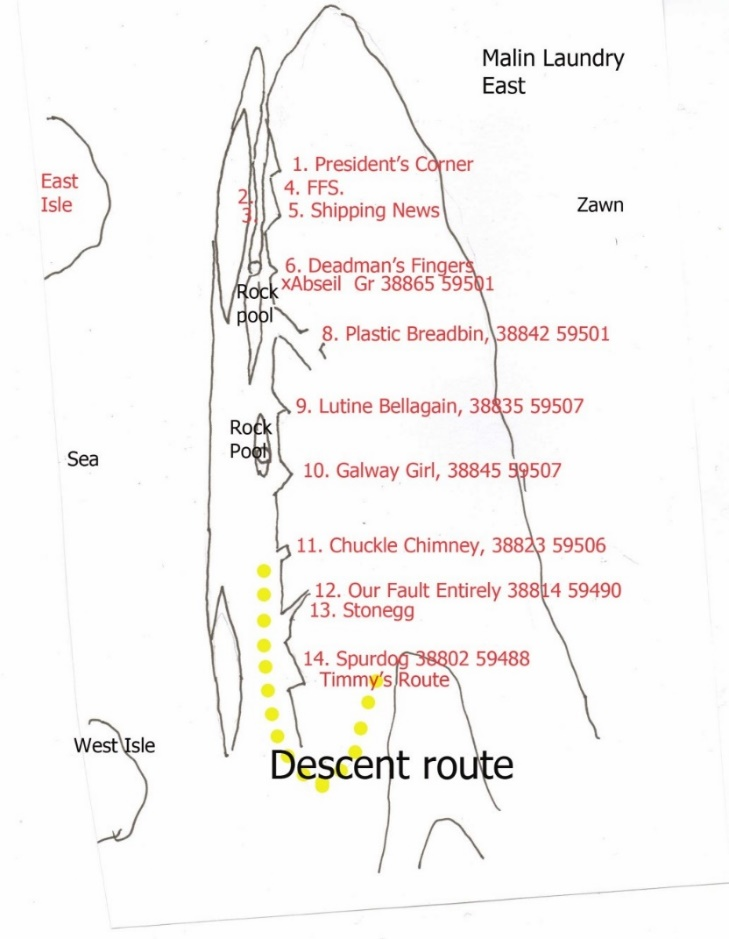 Malin Laundry
East
1. President's Corner
East
Isle
4. FFS.
2.
Zawn
5. Shipping News
3.
6. Deadman's Fingers
xAbseil Gr 38865 59501
Rock
pool
8. Plastic Breadbin, 38842 59501
9. Lutine Bellagain, 38835 59507
Rock
Pool
Sea
10. Galway Girl, 38845 59507
11. Chuckle Chimney, 38823 59506
12. Our Fault Entirely 38814 59490
13. Stonegg
14. Spurdog 38802 59488
Timmy's Route
West Isle
Descent route